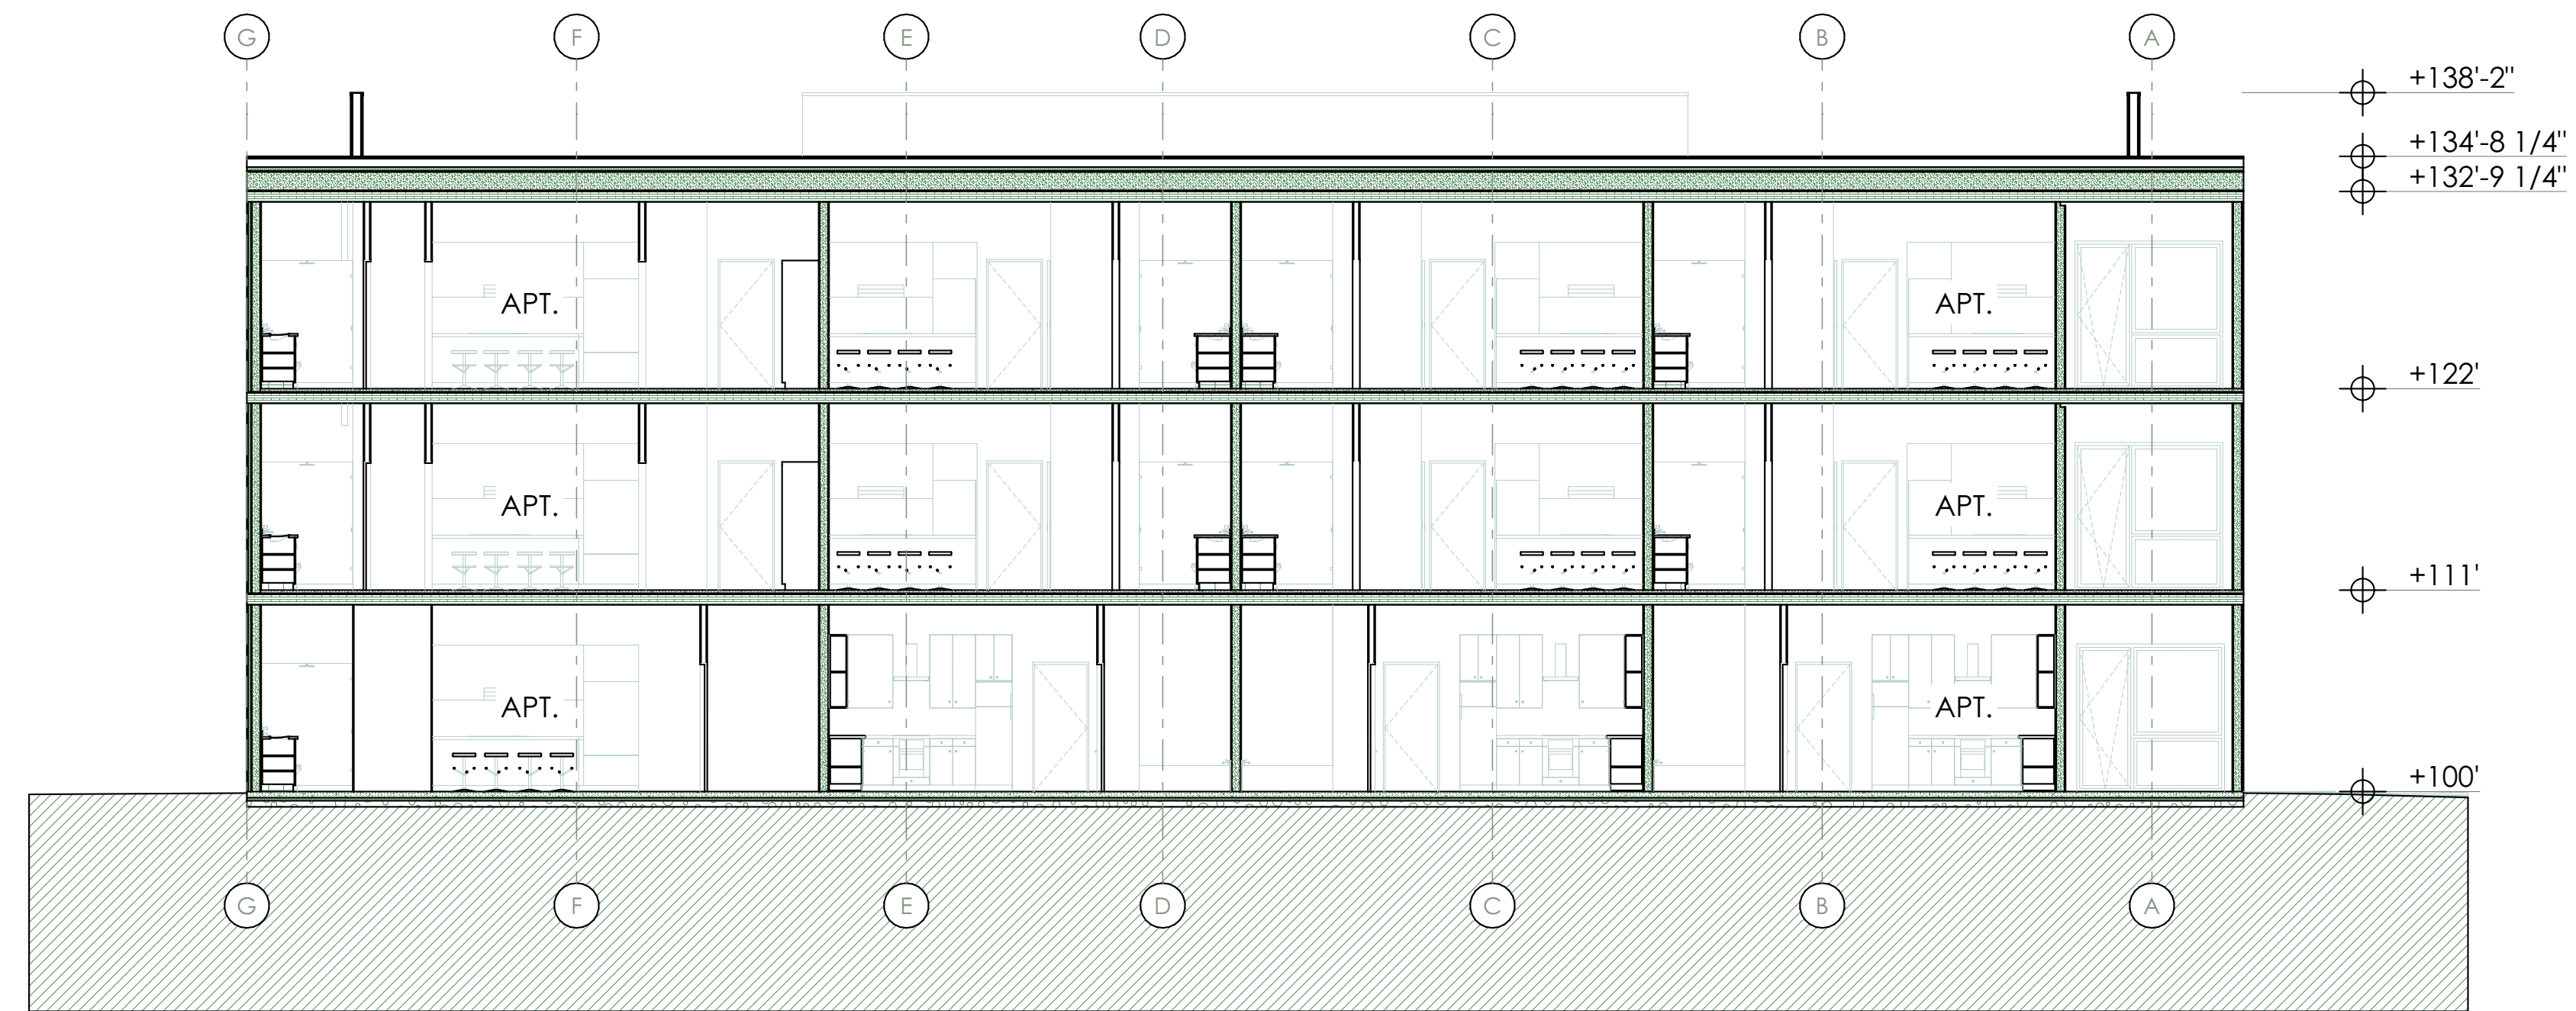 G F E D C B A
+138'-2"
+134'-8 1/4"
+132'-9 1/4"
APT. APT.
+122'
APT. APT.
+111'
APT. APT.
+100'
G F E D C B A